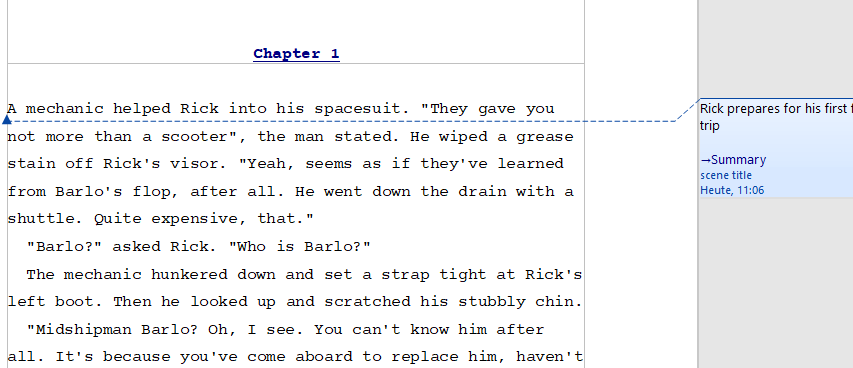 Chapter 1
A mechanic helped Rick into his spacesuit. "They gave you
not more than a scooter", the man stated. He wiped a grease
stain off Rick's visor. "Yeah, seems as if they've learned
from Barlo's flop, after all. He went down the drain with a
shuttle. Quite expensive, that."
"Barlo?" asked Rick. "Who is Barlo?"
The mechanic hunkered down and set a strap tight at Rick's
left boot. Then he looked up and scratched his stubbly chin.
"Midshipman Barlo? Oh, I see. You can't know him after
all. It's because you've come aboard to replace him, haven't
Rick prepares for his first
trip
→Summary
scene title
Heute, 11:06